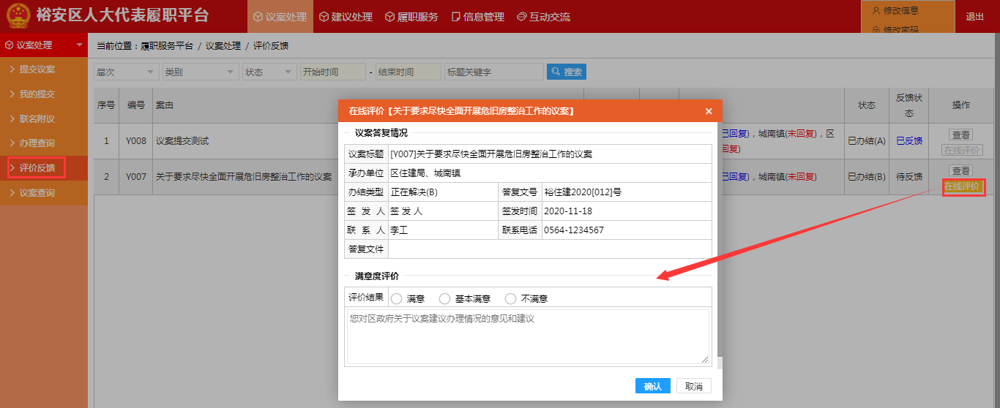 裕安区人大代表履职平台
议案处理
建议处理
履职服务
信息管理
互动交流
修改信息
修改密码
退出
议案处理
提交议案
我的提交
联名附议
办理查询
评价反馈
议案查询
当前位置：履职服务平台 / 议案处理 / 评价反馈
届次
类别
状态
开始时间
-
结束时间
标题关键字
搜索
序号
编号
案由
状态
反馈状
态
操作
1
Y008
议案提交测试
已回复)，城南镇(未回复)，区
回复)
已办结(A)
已反馈
查看
在线评价
2
Y007
关于要求尽快全面开展危旧房整治工作的议案
已回复)，城南镇(未回复)
已办结(B)
待反馈
查看
在线评价
在线评价【关于要求尽快全面开展危旧房整治工作的议案】
×
议案答复情况
议案标题 [Y007]关于要求尽快全面开展危旧房整治工作的议案
承办单位 区住建局、城南镇
办结类型 正在解决(B) 答复文号 裕住建2020[012]号
签 发 人 签 发 人 签发时间 2020-11-18
联 系 人 李工 联系电话 0564-1234567
答复文件
满意度评价
评价结果 满意 基本满意 不满意
您对区政府关于议案建议办理情况的意见和建议
确认
取消